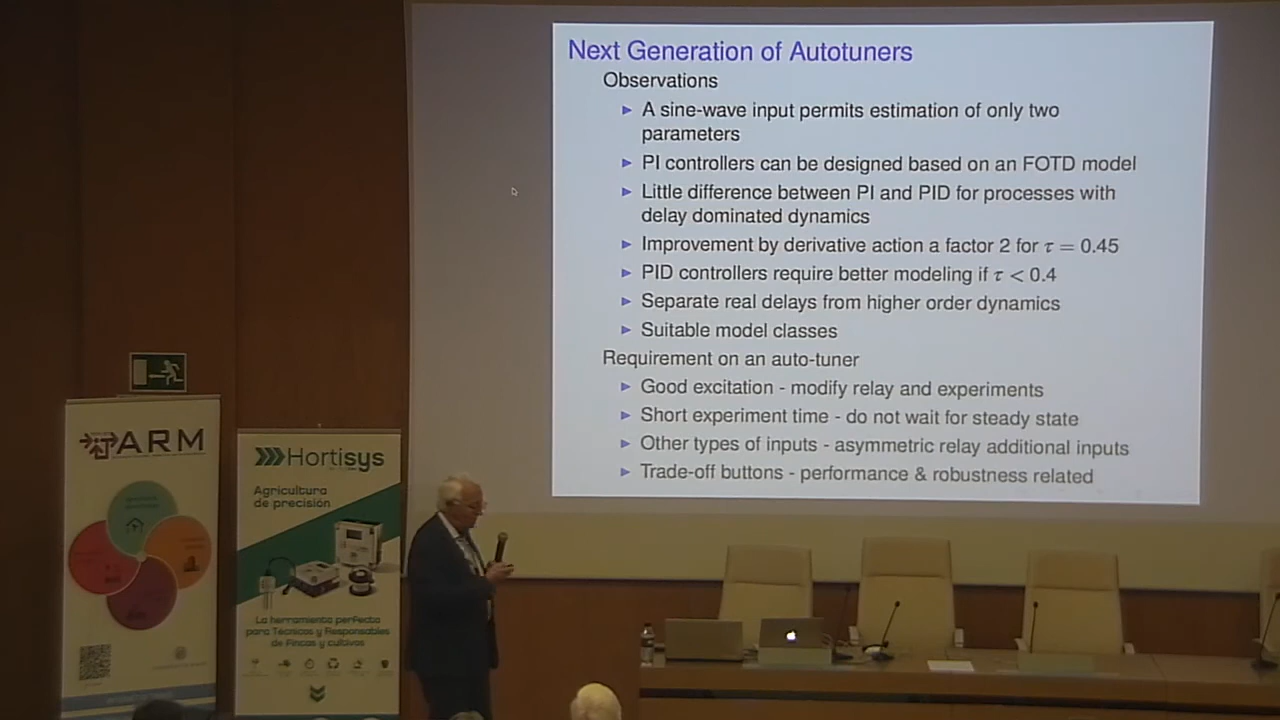 Next Generation of Autotuners
Observations
▶ A sine-wave input permits estimation of only two
parameters
▶ PI controllers can be designed based on an FOTD model
▶ Little difference between PI and PID for processes with
delay dominated dynamics
▶ Improvement by derivative action a factor 2 for τ = 0.45
▶ PID controllers require better modeling if τ < 0.4
▶ Separate real delays from higher order dynamics
▶ Suitable model classes
Requirement on an auto-tuner
▶ Good excitation - modify relay and experiments
▶ Short experiment time - do not wait for steady state
▶ Other types of inputs - asymmetric relay additional inputs
▶ Trade-off buttons - performance & robustness related
ARM
Hortisys
Agricultura
de precisión
La herramienta perfecta
para Técnicos y Responsables
de Fincas y cultivos